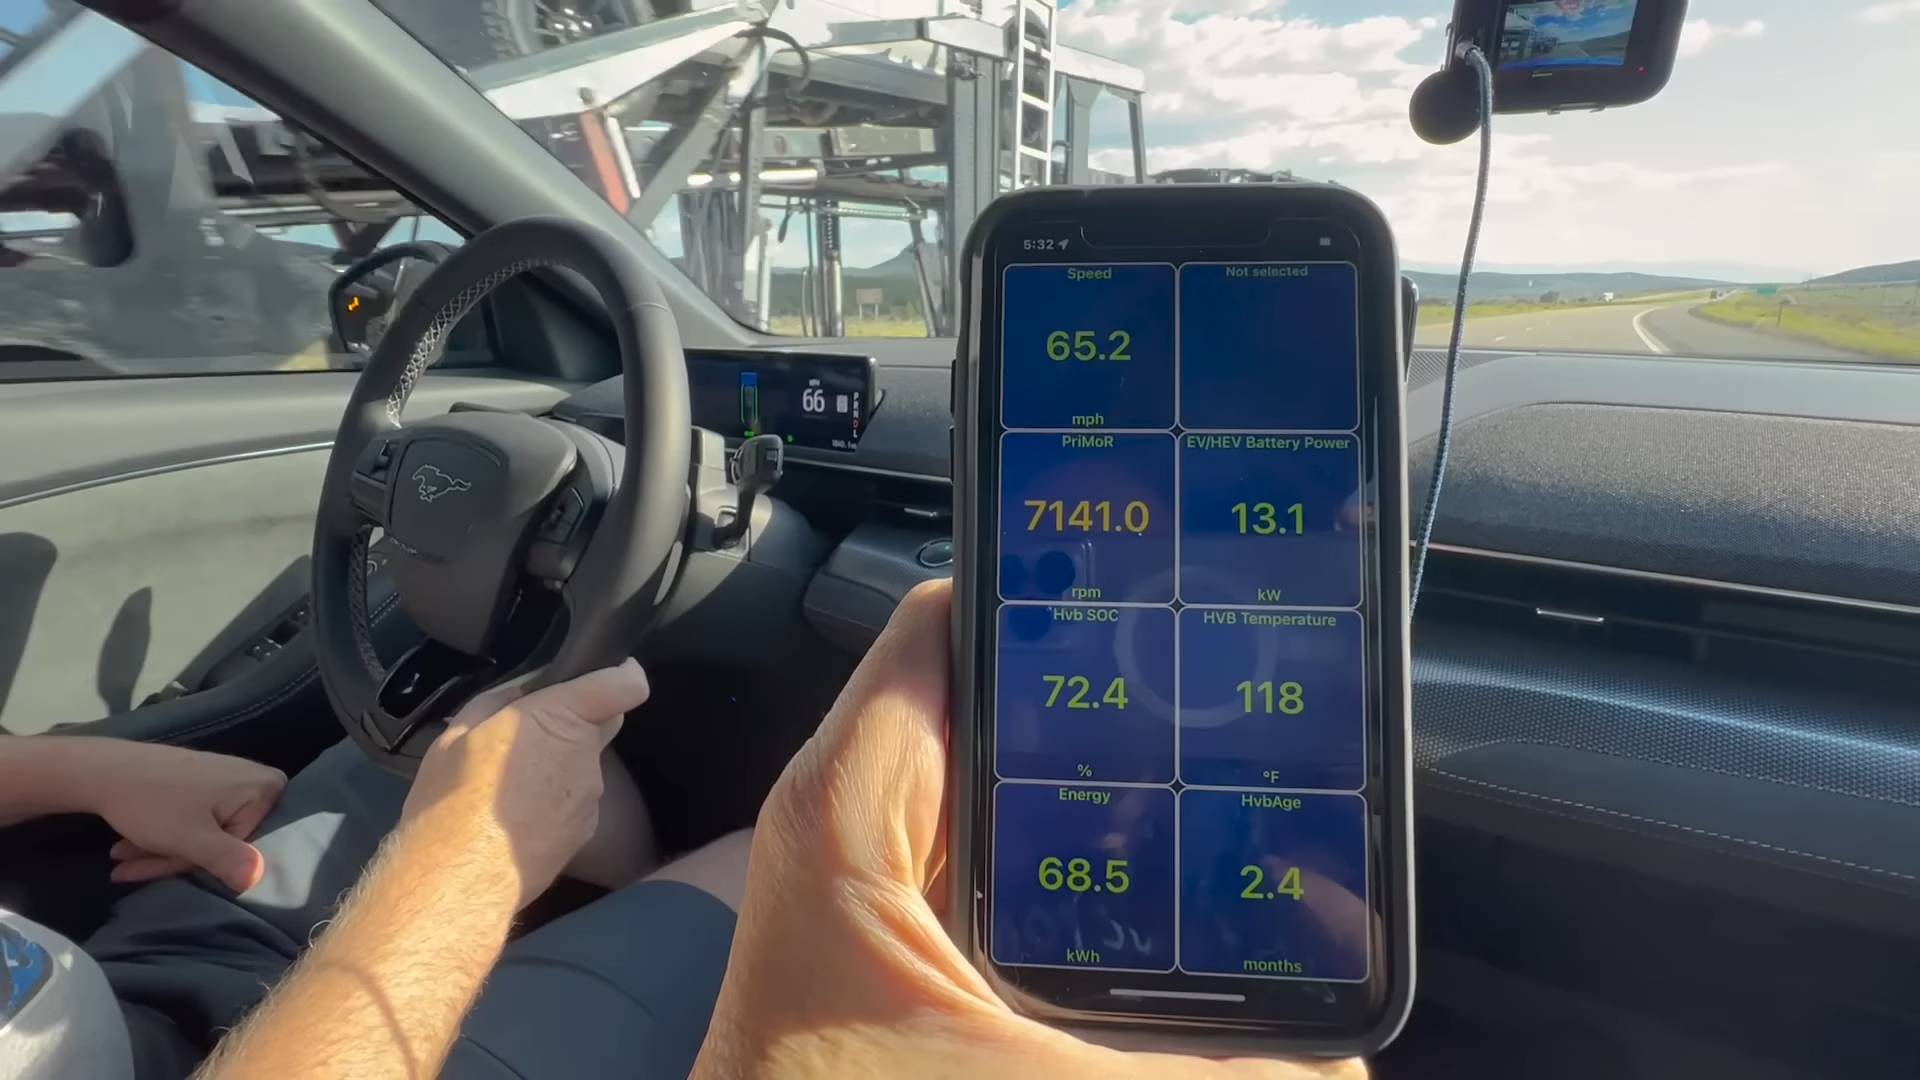 5:32
Speed
65.2
mph
Not selected
PriMoR
7141.0
rpm
EV/HEV Battery Power
13.1
kW
Hvb SOC
72.4
%
HVB Temperature
118
°F
Energy
68.5
kWh
HvbAge
2.4
months
MPH
66
P
R
N
D
L